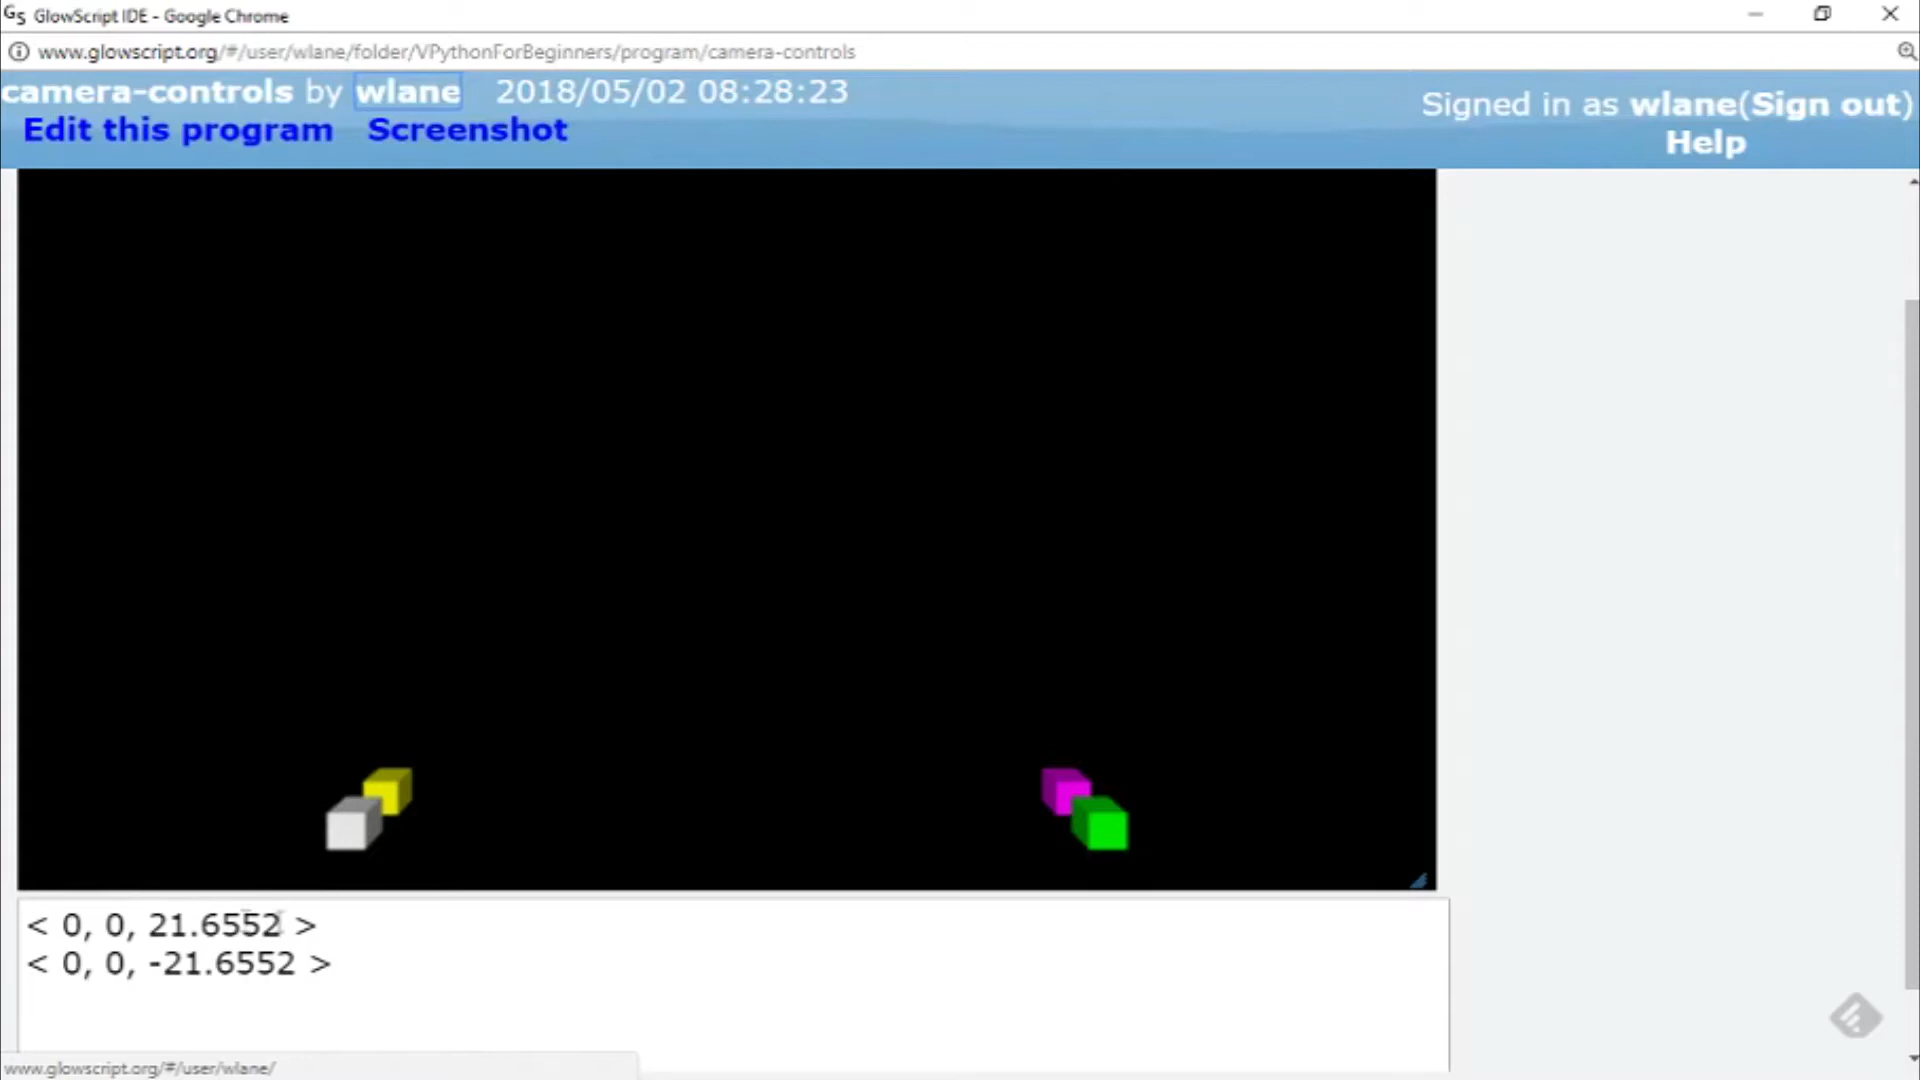 GS GlowScript IDE - Google Chrome
www.glowscript.org/#/user/wlane/folder/VPythonForBeginners/program/camera-controls
camera-controls by wlane 2018/05/02 08:28:23
Signed in as wlane(Sign out)
Edit this program Screenshot
Help
< 0, 0, 21.6552 >
< 0, 0, -21.6552 >
www.glowscript.org/#/user/wlane/